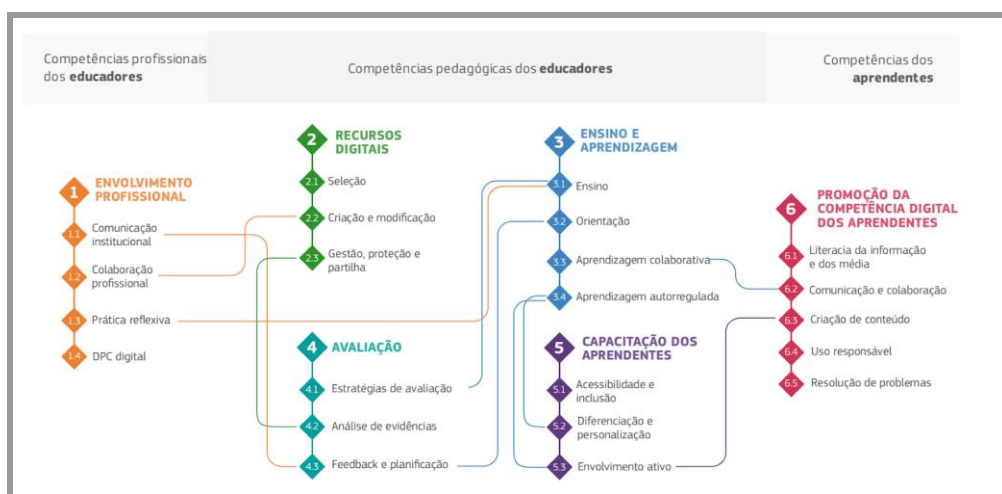 Competências profissionais
dos educadores
Competências pedagógicas dos educadores
Competências dos
aprendentes
1
ENVOLVIMENTO
PROFISSIONAL
1.1
Comunicação
institucional
1.2
Colaboração
profissional
1.3
Prática reflexiva
1.4
DPC digital
2
RECURSOS
DIGITAIS
2.1
Seleção
2.2
Criação e modificação
2.3
Gestão, proteção e
partilha
4
AVALIAÇÃO
4.1
Estratégias de avaliação
4.2
Análise de evidências
4.3
Feedback e planificação
3
ENSINO E
APRENDIZAGEM
3.1
Ensino
3.2
Orientação
3.3
Aprendizagem colaborativa
3.4
Aprendizagem autorregulada
5
CAPACITAÇÃO DOS
APRENDENTES
5.1
Acessibilidade e
inclusão
5.2
Diferenciação e
personalização
5.3
Envolvimento ativo
6
PROMOÇÃO DA
COMPETÊNCIA DIGITAL
DOS APRENDENTES
6.1
Literacia da informação
e dos média
6.2
Comunicação e colaboração
6.3
Criação de conteúdo
6.4
Uso responsável
6.5
Resolução de problemas